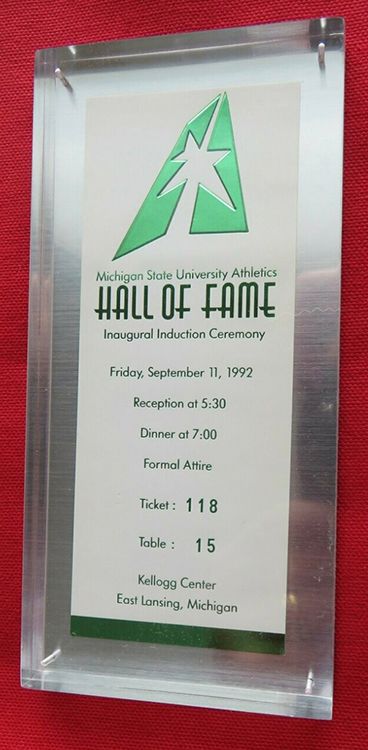 Michigan State University Athletics
HALL OF FAME
Inaugural Induction Ceremony
Friday, September 11, 1992
Reception at 5:30
Dinner at 7:00
Formal Attire
Ticket : 118
Table : 15
Kellogg Center
East Lansing, Michigan